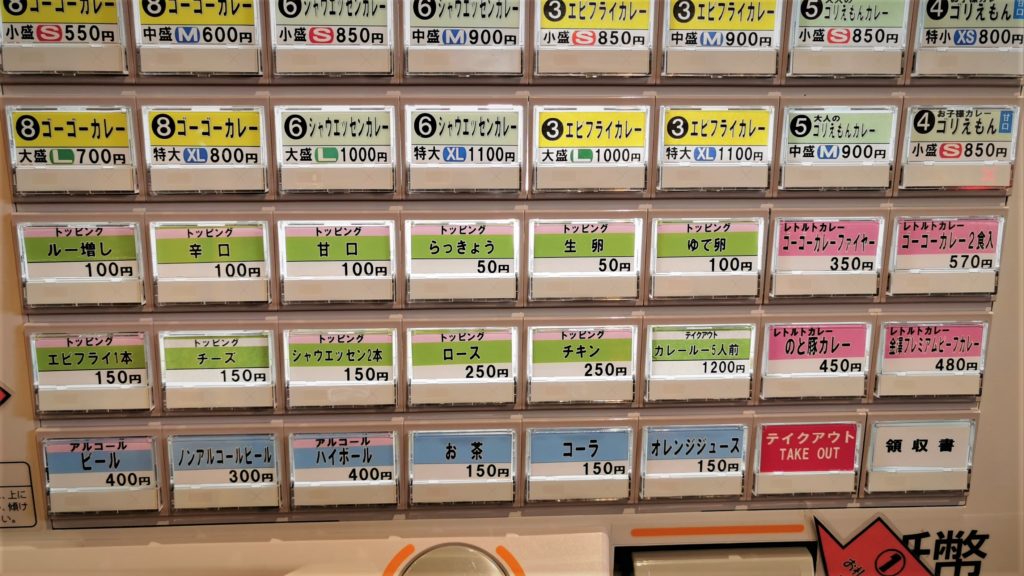 ⑧ゴーゴーカレー
小盛 S 550円
⑧ゴーゴーカレー
中盛 M 600円
⑥シャウエッセンカレー
小盛 S 850円
⑥シャウエッセンカレー
中盛 M 900円
③エビフライカレー
小盛 S 850円
③エビフライカレー
中盛 M 900円
⑤大人の
ゴリえもんカレー
小盛 S 850円
④ゴリえもん 甘口
特小 XS 800円
⑧ゴーゴーカレー
大盛 L 700円
⑧ゴーゴーカレー
特大 XL 800円
⑥シャウエッセンカレー
大盛 L 1000円
⑥シャウエッセンカレー
特大 XL 1100円
③エビフライカレー
大盛 L 1000円
③エビフライカレー
特大 XL 1100円
⑤大人の
ゴリえもんカレー
中盛 M 900円
④お子様カレー
ゴリえもん 甘口
小盛 S 850円
トッピング
ルー増し
100円
トッピング
辛口
100円
トッピング
甘口
100円
トッピング
らっきょう
50円
トッピング
生卵
50円
トッピング
ゆで卵
100円
レトルトカレー
ゴーゴーカレーファイヤー
350円
レトルトカレー
ゴーゴーカレー2食入
570円
トッピング
エビフライ1本
150円
トッピング
チーズ
150円
トッピング
シャウエッセン2本
150円
トッピング
ロース
250円
トッピング
チキン
250円
テイクアウト
カレールー5人前
1200円
レトルトカレー
のと豚カレー
450円
レトルトカレー
金澤プレミアムビーフカレー
480円
アルコール
ビール
400円
ノンアルコールビール
300円
アルコール
ハイボール
400円
お茶
150円
コーラ
150円
オレンジジュース
150円
テイクアウト
TAKE OUT
領収書
、上に
、傾け
い。
お札
①
紙幣